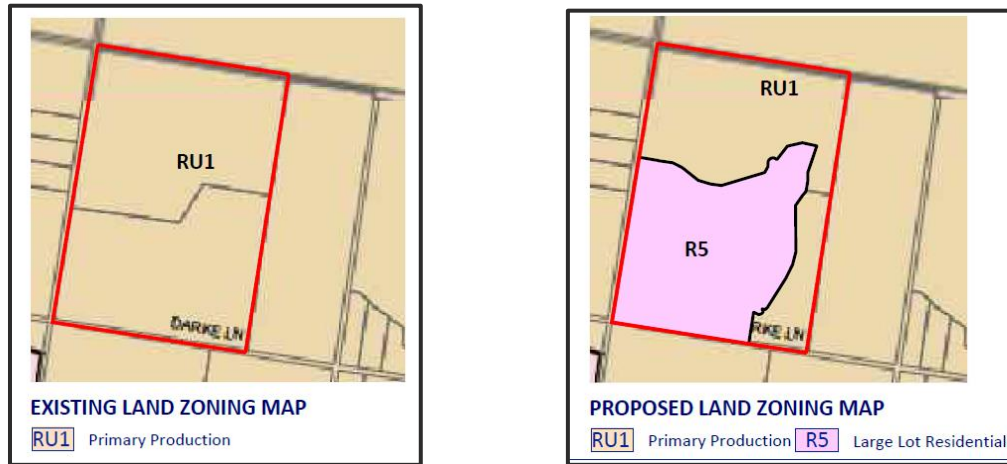 RU1
DARKE LN
EXISTING LAND ZONING MAP
RU1 Primary Production
RU1
R5
RKE LN
PROPOSED LAND ZONING MAP
RU1 Primary Production R5 Large Lot Residential